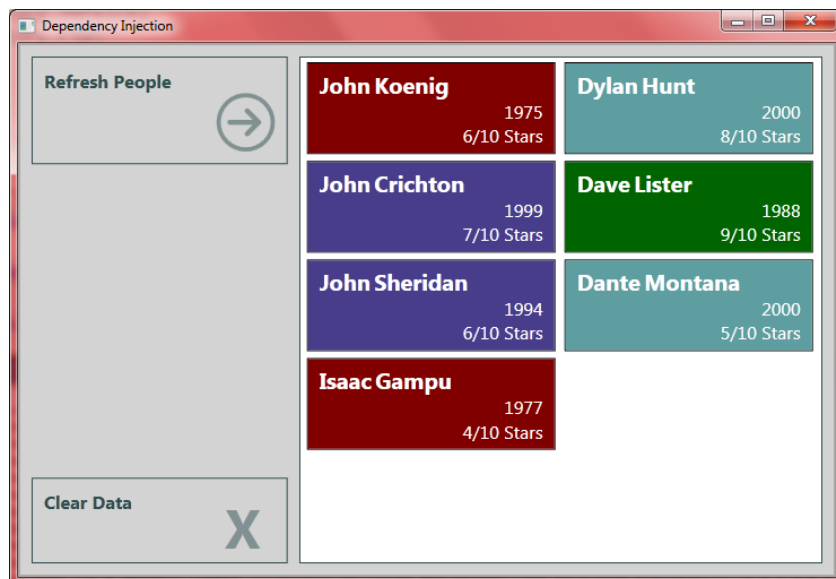 Dependency Injection
Refresh People
John Koenig
1975
6/10 Stars
Dylan Hunt
2000
8/10 Stars
John Crichton
1999
7/10 Stars
Dave Lister
1988
9/10 Stars
John Sheridan
1994
6/10 Stars
Dante Montana
2000
5/10 Stars
Isaac Gampu
1977
4/10 Stars
Clear Data
X